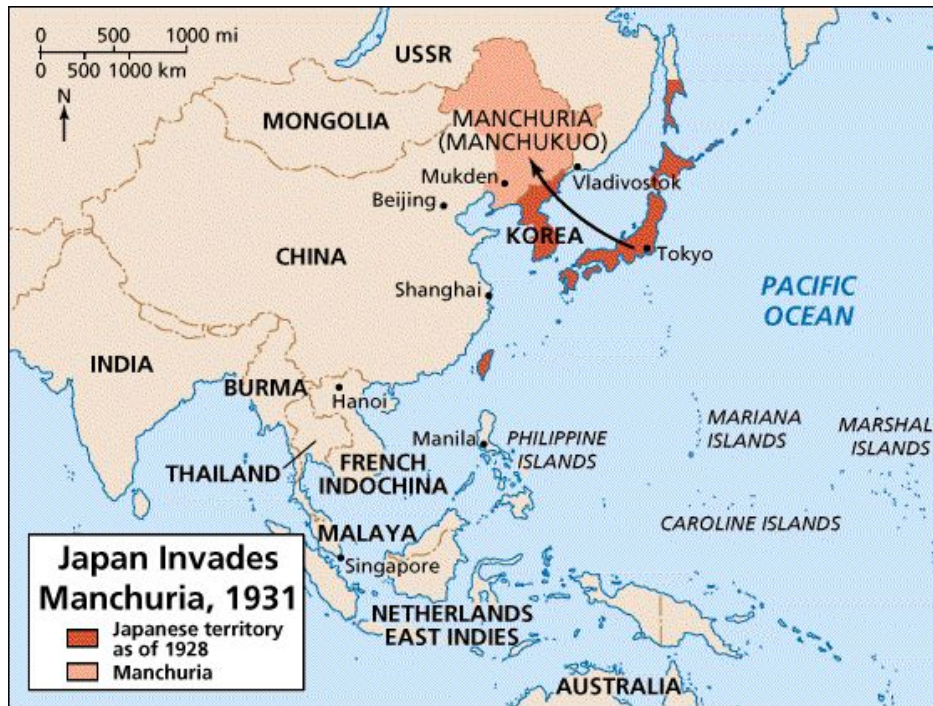 0 500 1000 mi
0 500 1000 km
N
USSR
MONGOLIA
MANCHURIA
(MANCHUKUO)
Mukden
Vladivostok
Beijing
KOREA
Tokyo
CHINA
Shanghai
PACIFIC
OCEAN
INDIA
BURMA
Hanoi
Manila
PHILIPPINE
ISLANDS
MARIANA
ISLANDS
MARSHAL
ISLANDS
THAILAND
FRENCH
INDOCHINA
CAROLINE ISLANDS
MALAYA
Singapore
NETHERLANDS
EAST INDIES
AUSTRALIA
Japan Invades
Manchuria, 1931
Japanese territory
as of 1928
Manchuria